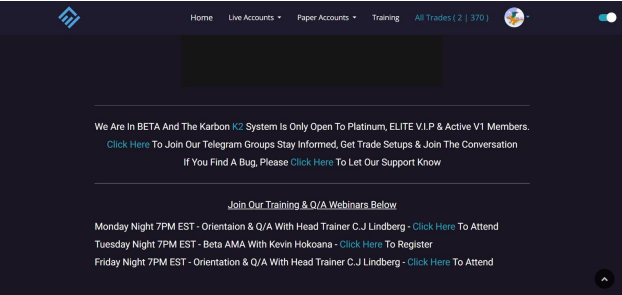 Home Live Accounts Paper Accounts Training All Trades ( 2 | 370 )
We Are In BETA And The Karbon K2 System Is Only Open To Platinum, ELITE V.I.P & Active V1 Members.
Click Here To Join Our Telegram Groups Stay Informed, Get Trade Setups & Join The Conversation
If You Find A Bug, Please Click Here To Let Our Support Know
Join Our Training & Q/A Webinars Below
Monday Night 7PM EST - Orientaion & Q/A With Head Trainer C.J Lindberg - Click Here To Attend
Tuesday Night 7PM EST - Beta AMA With Kevin Hokoana - Click Here To Register
Friday Night 7PM EST - Orientation & Q/A With Head Trainer C.J Lindberg - Click Here To Attend